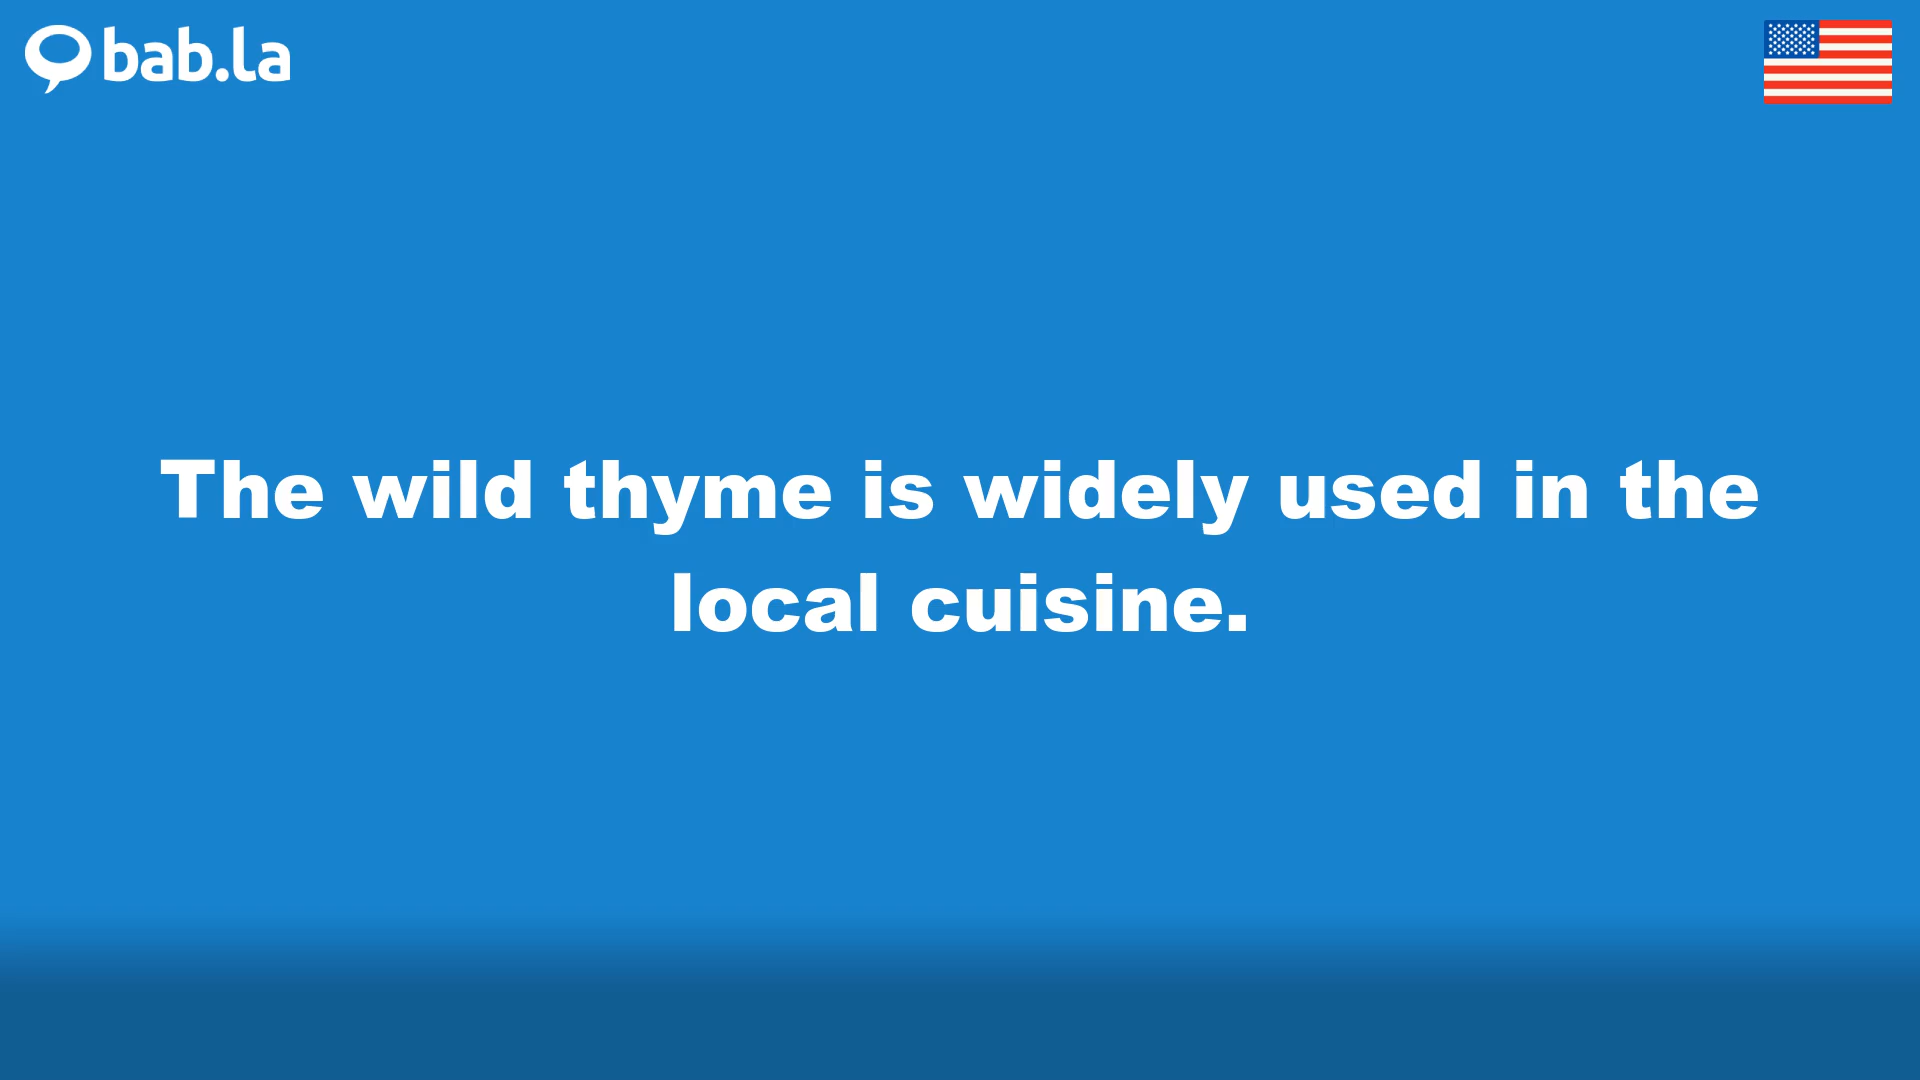 bab.la
The wild thyme is widely used in the
local cuisine.